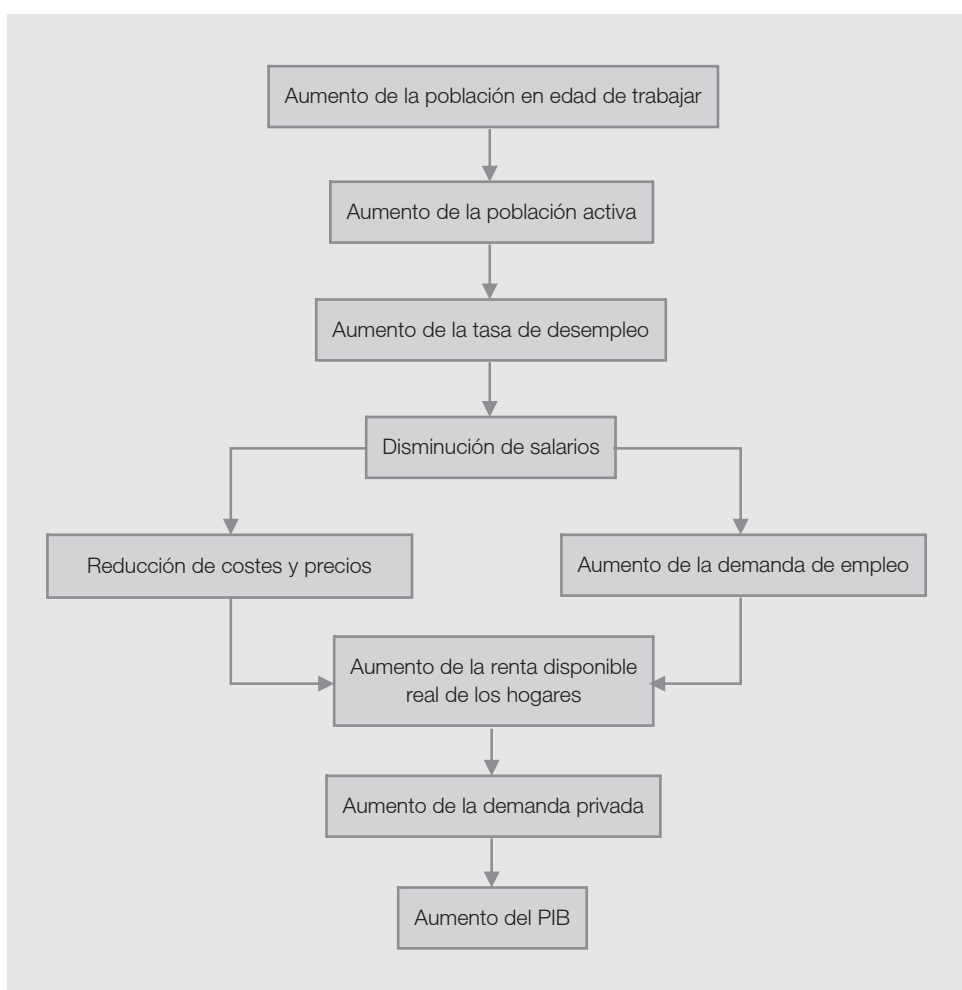 Aumento de la población en edad de trabajar
Aumento de la población activa
Aumento de la tasa de desempleo
Disminución de salarios
Reducción de costes y precios
Aumento de la demanda de empleo
Aumento de la renta disponible
real de los hogares
Aumento de la demanda privada
Aumento del PIB